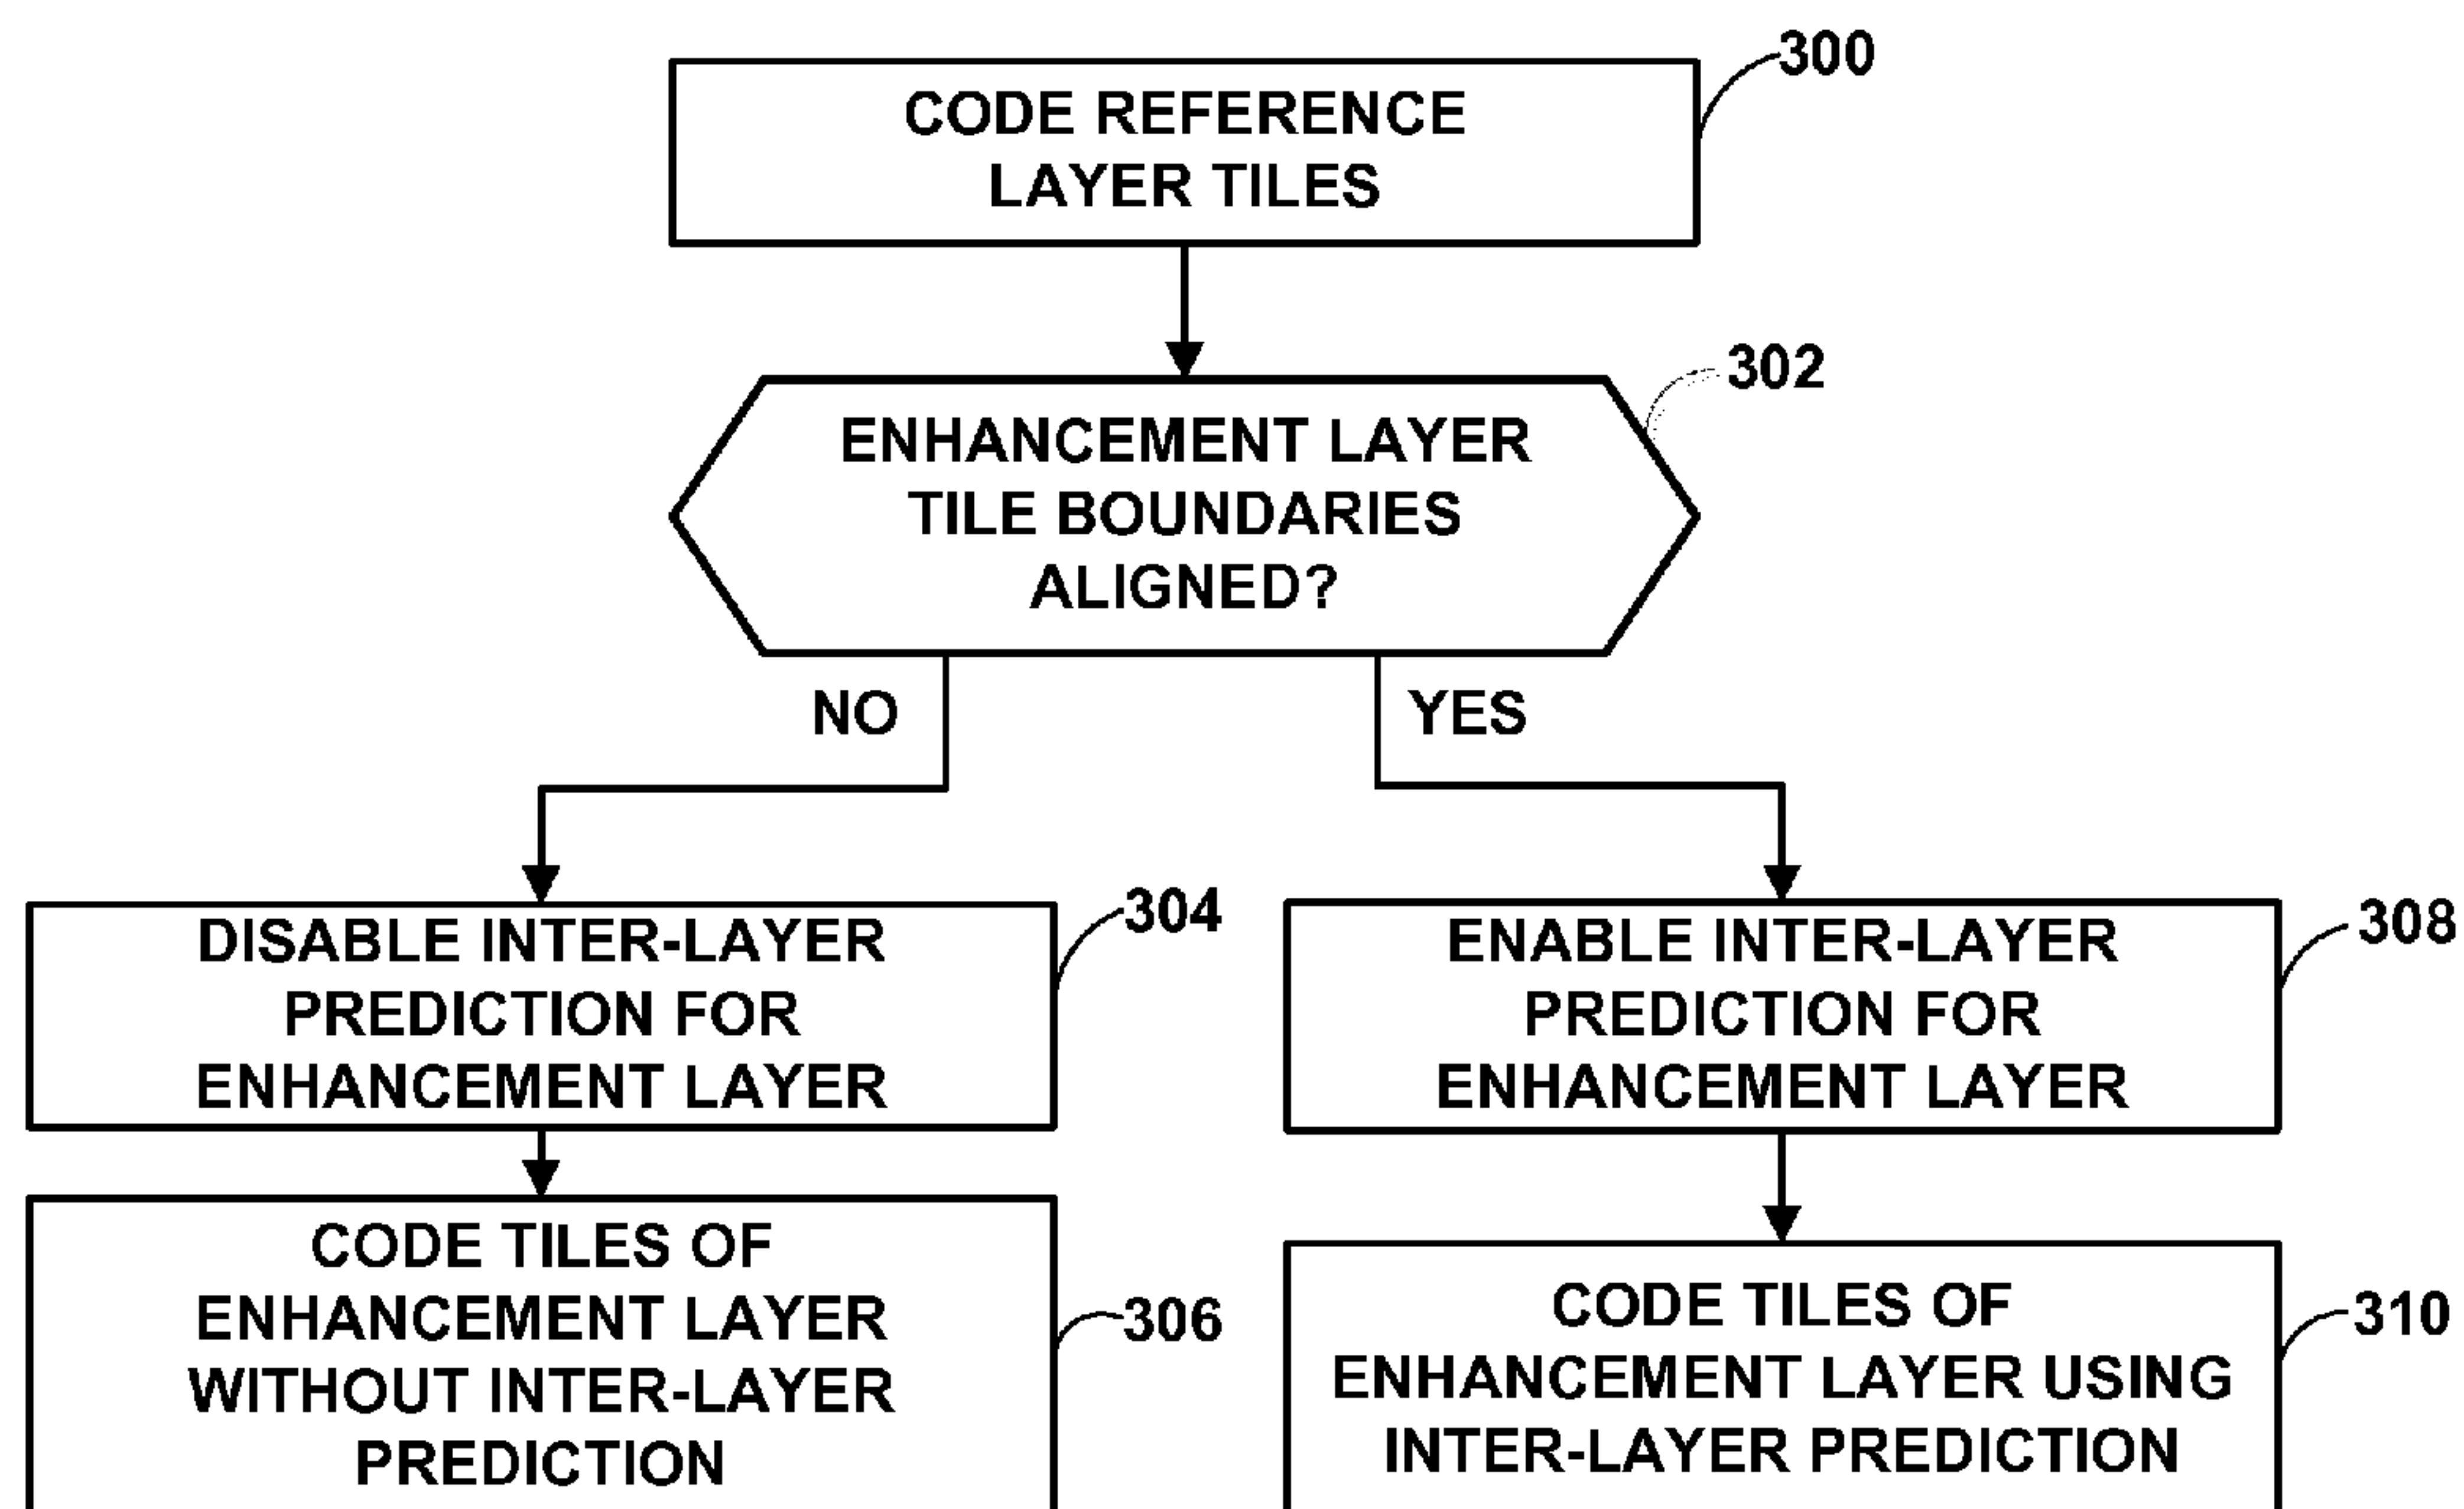 300
CODE REFERENCE
LAYER TILES
302
ENHANCEMENT LAYER
TILE BOUNDARIES
ALIGNED?
NO
YES
304
DISABLE INTER-LAYER
PREDICTION FOR
ENHANCEMENT LAYER
308
ENABLE INTER-LAYER
PREDICTION FOR
ENHANCEMENT LAYER
306
CODE TILES OF
ENHANCEMENT LAYER
WITHOUT INTER-LAYER
PREDICTION
310
CODE TILES OF
ENHANCEMENT LAYER USING
INTER-LAYER PREDICTION